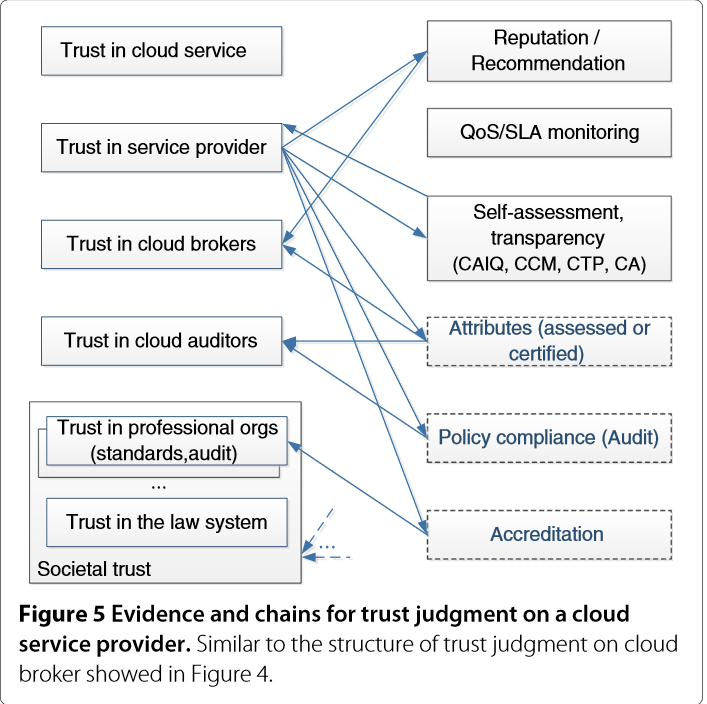 Trust in cloud service
Reputation /
Recommendation
Trust in service provider
QoS/SLA monitoring
Trust in cloud brokers
Self-assessment,
transparency
(CAIQ, CCM, CTP, CA)
Trust in cloud auditors
Attributes (assessed or
certified)
Trust in professional orgs
(standards,audit)
...
Policy compliance (Audit)
Trust in the law system
Accreditation
...
Societal trust
Figure 5 Evidence and chains for trust judgment on a cloud
service provider. Similar to the structure of trust judgment on cloud
broker showed in Figure 4.